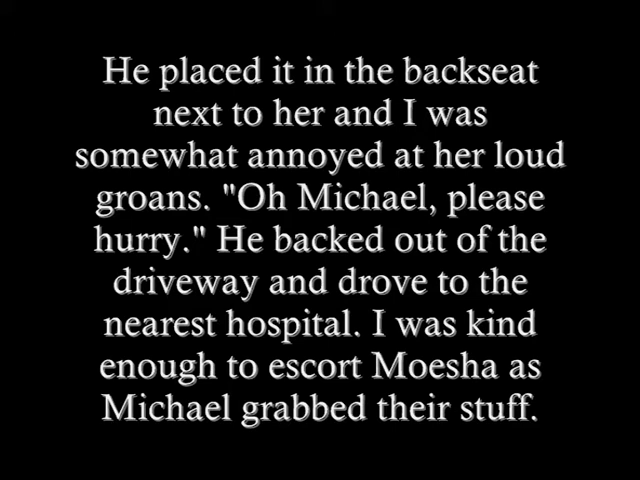 He placed it in the backseat
next to her and I was
somewhat annoyed at her loud
groans. "Oh Michael, please
hurry." He backed out of the
driveway and drove to the
nearest hospital. I was kind
enough to escort Moesha as
Michael grabbed their stuff.